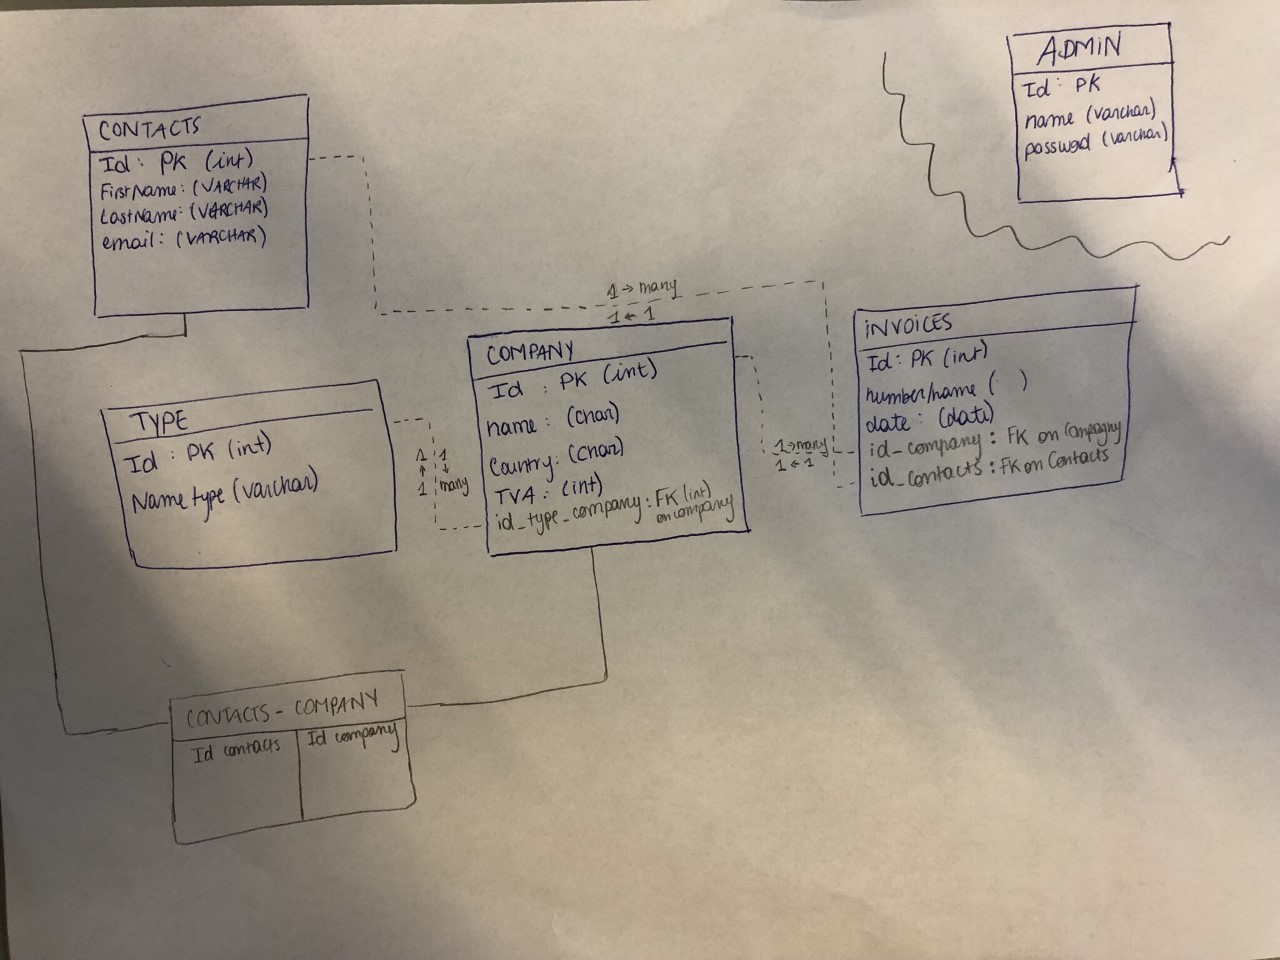 ADMIN
Id: PK
name (varchar)
passwod (varchar)
CONTACTS
Id: PK (int)
FirstName: (VARCHAR)
LastName: (VARCHAR)
email: (VARCHAR)
1 → many
1 ← 1
COMPANY
Id : PK (int)
name : (char)
Country: (char)
TVA : (int)
id_type_company: FK (int)
on company
INVOICES
Id: PK (int)
number/name ( )
date : (date)
id_company: FK on Compagny
id_contacts: FK on Contacts
1 → many
1 ← 1
TYPE
Id : PK (int)
Name type (varchar)
1 1
↑ ↓
1 many
CONTACTS - COMPANY
Id contacts
Id company